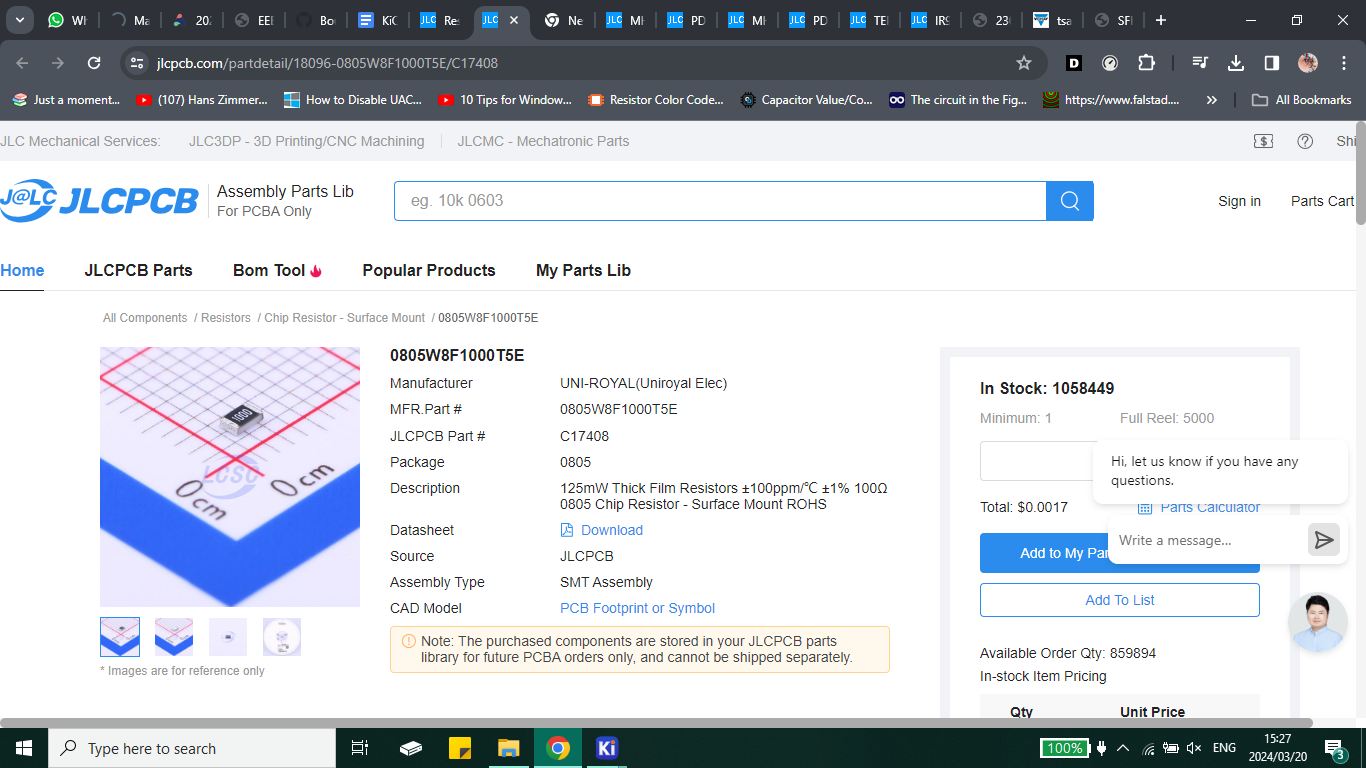 Wh
Ma
202
EEE
Bo
KiC
Re
Ne
MH
PD
MH
PD
TEI
IRS
230
tsa
SFI
jlcpcb.com/partdetail/18096-0805W8F1000T5E/C17408
Just a moment...
(107) Hans Zimmer...
How to Disable UAC...
10 Tips for Window...
Resistor Color Code...
Capacitor Value/Co...
The circuit in the Fig...
https://www.falstad....
All Bookmarks
JLC Mechanical Services:
JLC3DP - 3D Printing/CNC Machining
JLCMC - Mechatronic Parts
Shi
J@LC JLCPCB
Assembly Parts Lib
For PCBA Only
eg. 10k 0603
Sign in
Parts Cart
Home
JLCPCB Parts
Bom Tool
Popular Products
My Parts Lib
All Components / Resistors / Chip Resistor - Surface Mount / 0805W8F1000T5E
1000
LCSC
0cm
0cm
* Images are for reference only
0805W8F1000T5E
Manufacturer UNI-ROYAL(Uniroyal Elec)
MFR.Part # 0805W8F1000T5E
JLCPCB Part # C17408
Package 0805
Description 125mW Thick Film Resistors ±100ppm/℃ ±1% 100Ω
0805 Chip Resistor - Surface Mount ROHS
Datasheet Download
Source JLCPCB
Assembly Type SMT Assembly
CAD Model PCB Footprint or Symbol
Note: The purchased components are stored in your JLCPCB parts
library for future PCBA orders only, and cannot be shipped separately.
In Stock: 1058449
Minimum: 1 Full Reel: 5000
Hi, let us know if you have any
questions.
Total: $0.0017
Parts Calculator
Write a message...
Add to My Par
Add To List
Available Order Qty: 859894
In-stock Item Pricing
Qty Unit Price
Type here to search
Ki
100%
ENG
15:27
2024/03/20
3